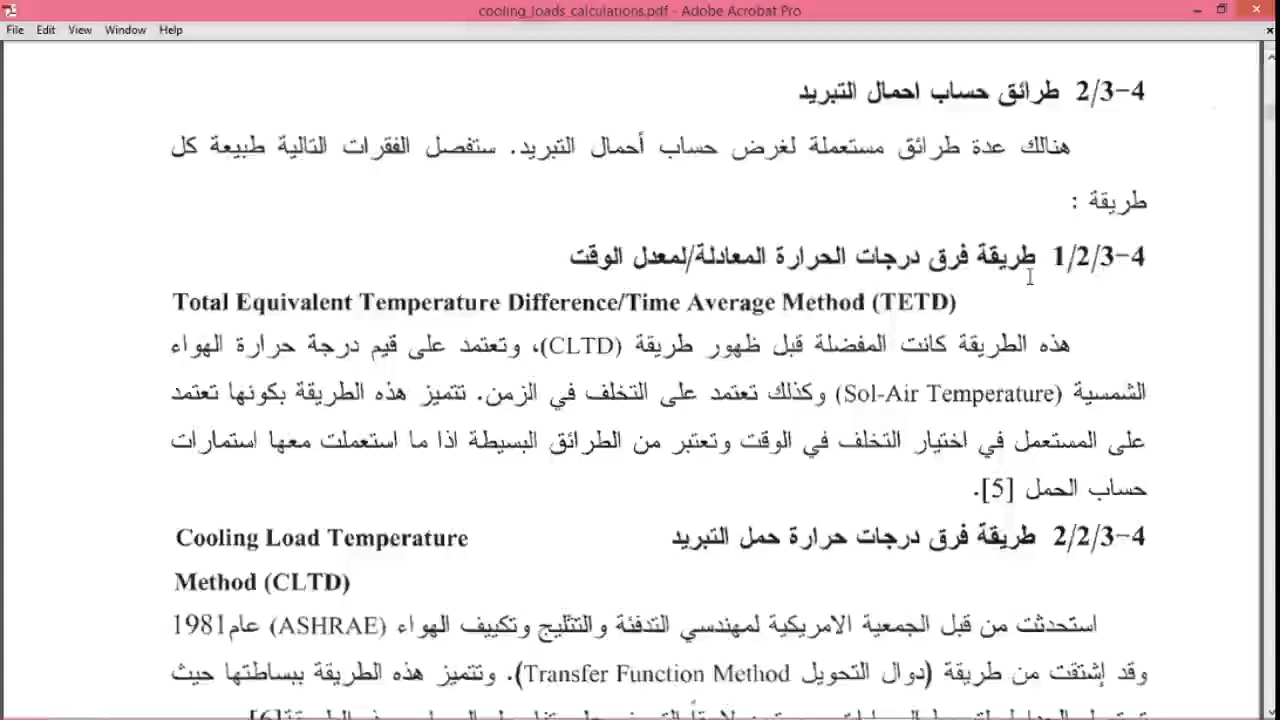 cooling_loads_calculations.pdf - Adobe Acrobat Pro
File Edit View Window Help
2/3-4 طرائق حساب احمال التبريد
هنالك عدة طرائق مستعملة لغرض حساب أحمال التبريد. ستفصل الفقرات التالية طبيعة كل
طريقة :
1/2/3-4 طريقة فرق درجات الحرارة المعادلة/لمعدل الوقت
Total Equivalent Temperature Difference/Time Average Method (TETD)
هذه الطريقة كانت المفضلة قبل ظهور طريقة (CLTD)، وتعتمد على قيم درجة حرارة الهواء
الشمسية (Sol-Air Temperature) وكذلك تعتمد على التخلف في الزمن. تتميز هذه الطريقة بكونها تعتمد
على المستعمل في اختيار التخلف في الوقت وتعتبر من الطرائق البسيطة اذا ما استعملت معها استمارات
حساب الحمل [5].
2/2/3-4 طريقة فرق درجات حرارة حمل التبريد Cooling Load Temperature
Method (CLTD)
استحدثت من قبل الجمعية الامريكية لمهندسي التدفئة والتثليج وتكييف الهواء (ASHRAE) عام1981
وقد إشتقت من طريقة (دوال التحويل Transfer Function Method). وتتميز هذه الطريقة ببساطتها حيث